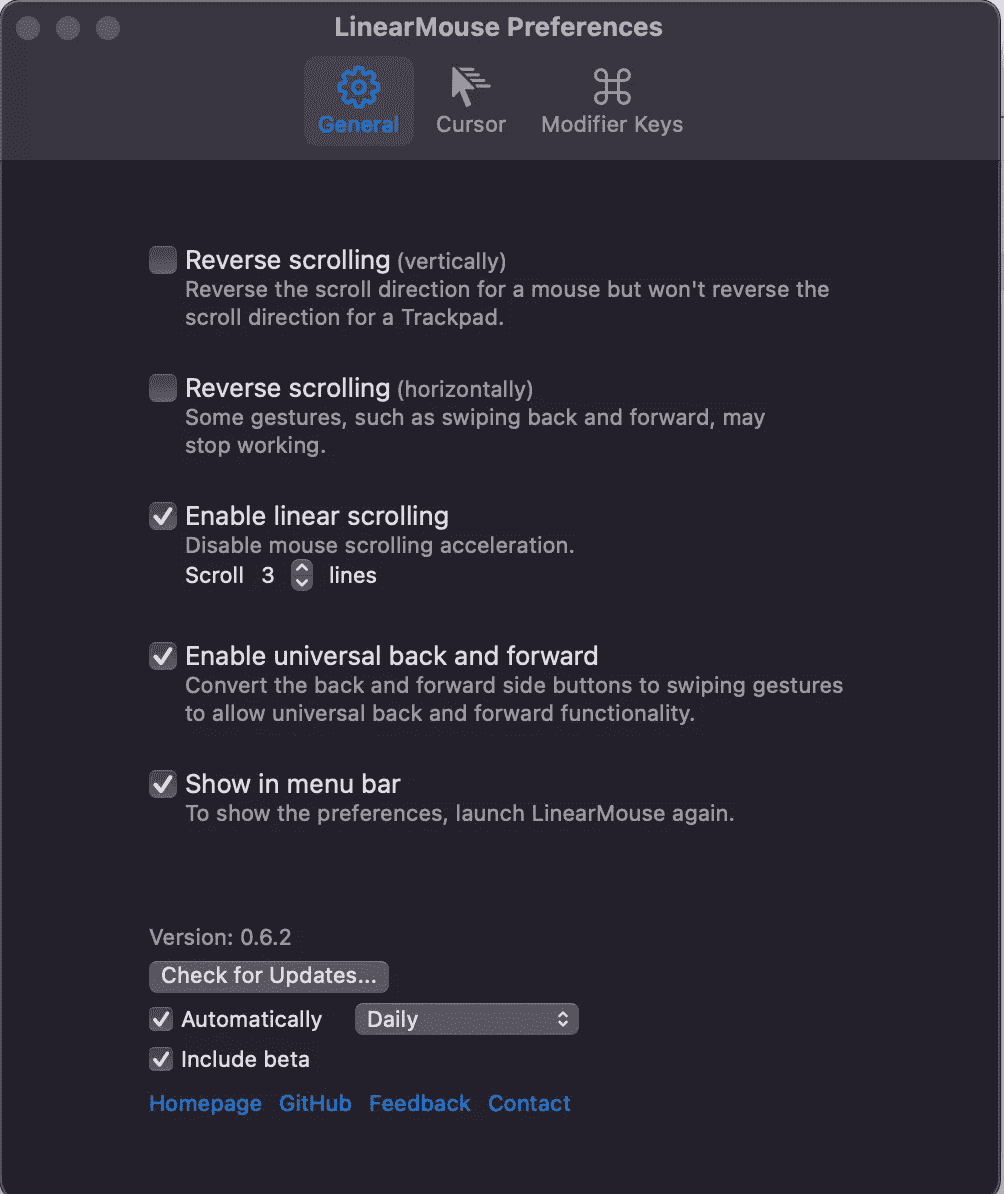 LinearMouse Preferences
General Cursor Modifier Keys
Reverse scrolling (vertically)
Reverse the scroll direction for a mouse but won't reverse the
scroll direction for a Trackpad.
Reverse scrolling (horizontally)
Some gestures, such as swiping back and forward, may
stop working.
Enable linear scrolling
Disable mouse scrolling acceleration.
Scroll 3 lines
Enable universal back and forward
Convert the back and forward side buttons to swiping gestures
to allow universal back and forward functionality.
Show in menu bar
To show the preferences, launch LinearMouse again.
Version: 0.6.2
Check for Updates...
Automatically Daily
Include beta
Homepage GitHub Feedback Contact